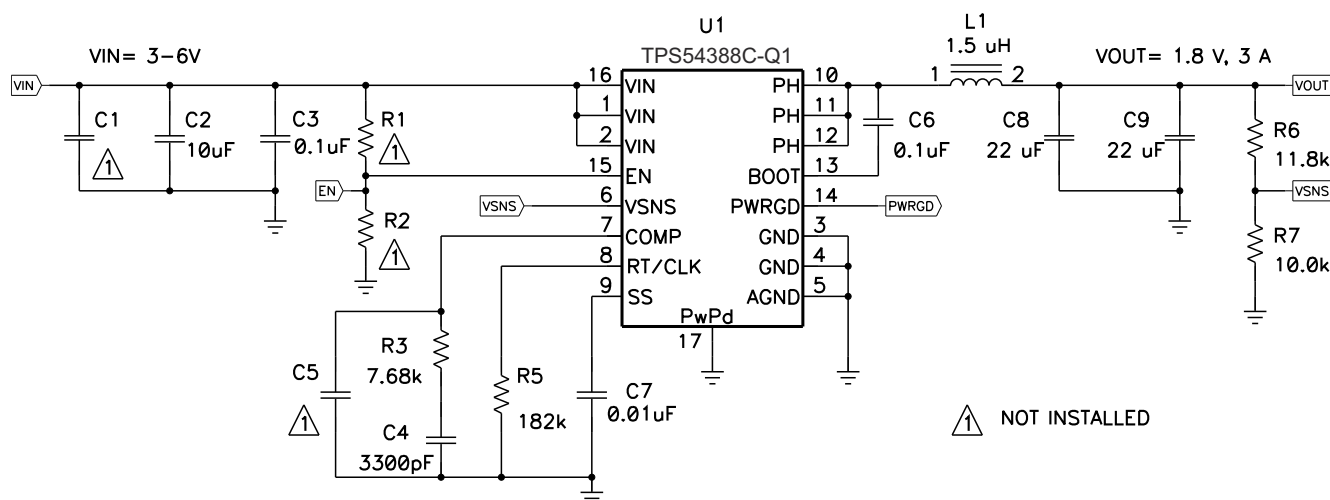 U1
TPS54388C-Q1
L1
1.5 uH
VIN= 3-6V
VOUT= 1.8 V, 3 A
VIN
16
VIN
PH
10
1
2
VOUT
1
VIN
PH
11
2
VIN
PH
12
C1
1
C2
10uF
C3
0.1uF
R1
1
C6
0.1uF
C8
22 uF
C9
22 uF
R6
11.8k
15
EN
BOOT
13
EN
VSNS
6
VSNS
PWRGD
14
PWRGD
VSNS
R2
1
7
COMP
GND
3
R7
10.0k
8
RT/CLK
GND
4
9
SS
AGND
5
PwPd
17
C5
1
R3
7.68k
R5
182k
C7
0.01uF
C4
3300pF
1
NOT INSTALLED